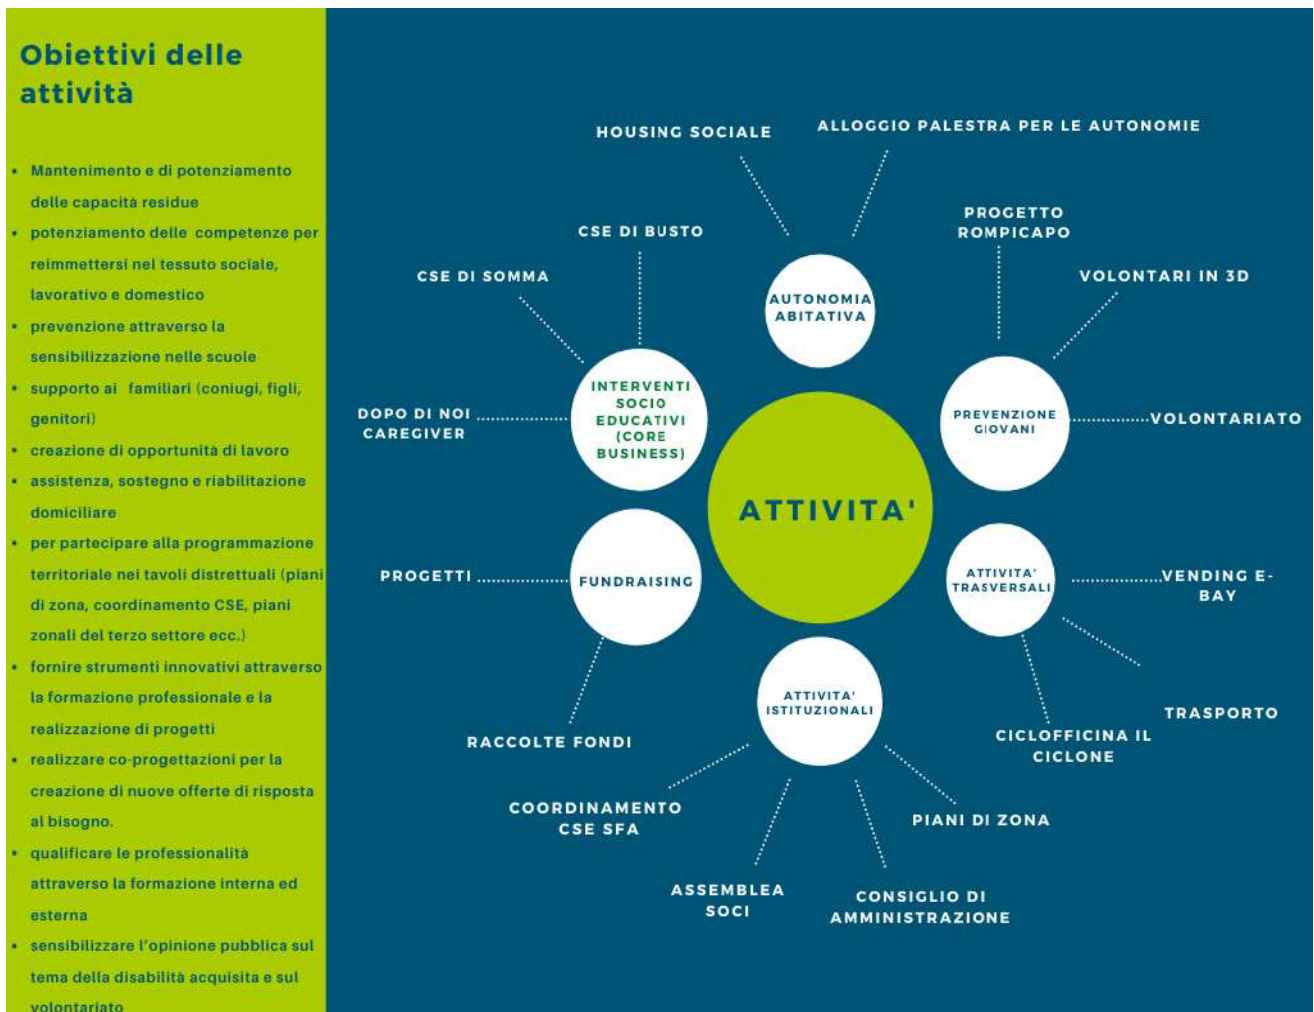 Obiettivi delle
attività
• Mantenimento e di potenziamento
delle capacità residue
• potenziamento delle competenze per
reimmettersi nel tessuto sociale,
lavorativo e domestico
• prevenzione attraverso la
sensibilizzazione nelle scuole
• supporto ai familiari (coniugi, figli,
genitori)
• creazione di opportunità di lavoro
• assistenza, sostegno e riabilitazione
domiciliare
• per partecipare alla programmazione
territoriale nei tavoli distrettuali (piani
di zona, coordinamento CSE, piani
zonali del terzo settore ecc.)
• fornire strumenti innovativi attraverso
la formazione professionale e la
realizzazione di progetti
• realizzare co-progettazioni per la
creazione di nuove offerte di risposta
al bisogno.
• qualificare le professionalità
attraverso la formazione interna ed
esterna
• sensibilizzare l'opinione pubblica sul
tema della disabilità acquisita e sul
volontariato
HOUSING SOCIALE
ALLOGGIO PALESTRA PER LE AUTONOMIE
AUTONOMIA
ABITATIVA
CSE DI BUSTO
CSE DI SOMMA
DOPO DI NOI
CAREGIVER
INTERVENTI
SOCIO
EDUCATIVI
(CORE
BUSINESS)
PROGETTO
ROMPICAPO
VOLONTARI IN 3D
VOLONTARIATO
PREVENZIONE
GIOVANI
ATTIVITA'
PROGETTI
FUNDRAISING
RACCOLTE FONDI
ATTIVITA'
TRASVERSALI
VENDING E-
BAY
TRASPORTO
CICLOFFICINA IL
CICLONE
ATTIVITA'
ISTITUZIONALI
COORDINAMENTO
CSE SFA
ASSEMBLEA
SOCI
CONSIGLIO DI
AMMINISTRAZIONE
PIANI DI ZONA